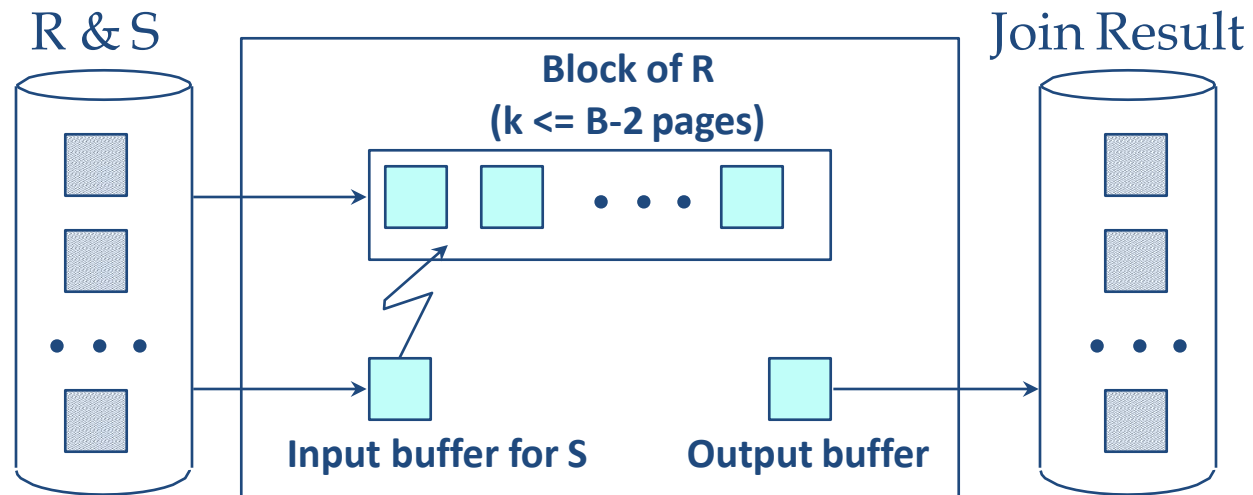 R & S
Join Result
Block of R
(k <= B-2 pages)
• • •
• • •
• • •
Input buffer for S
Output buffer